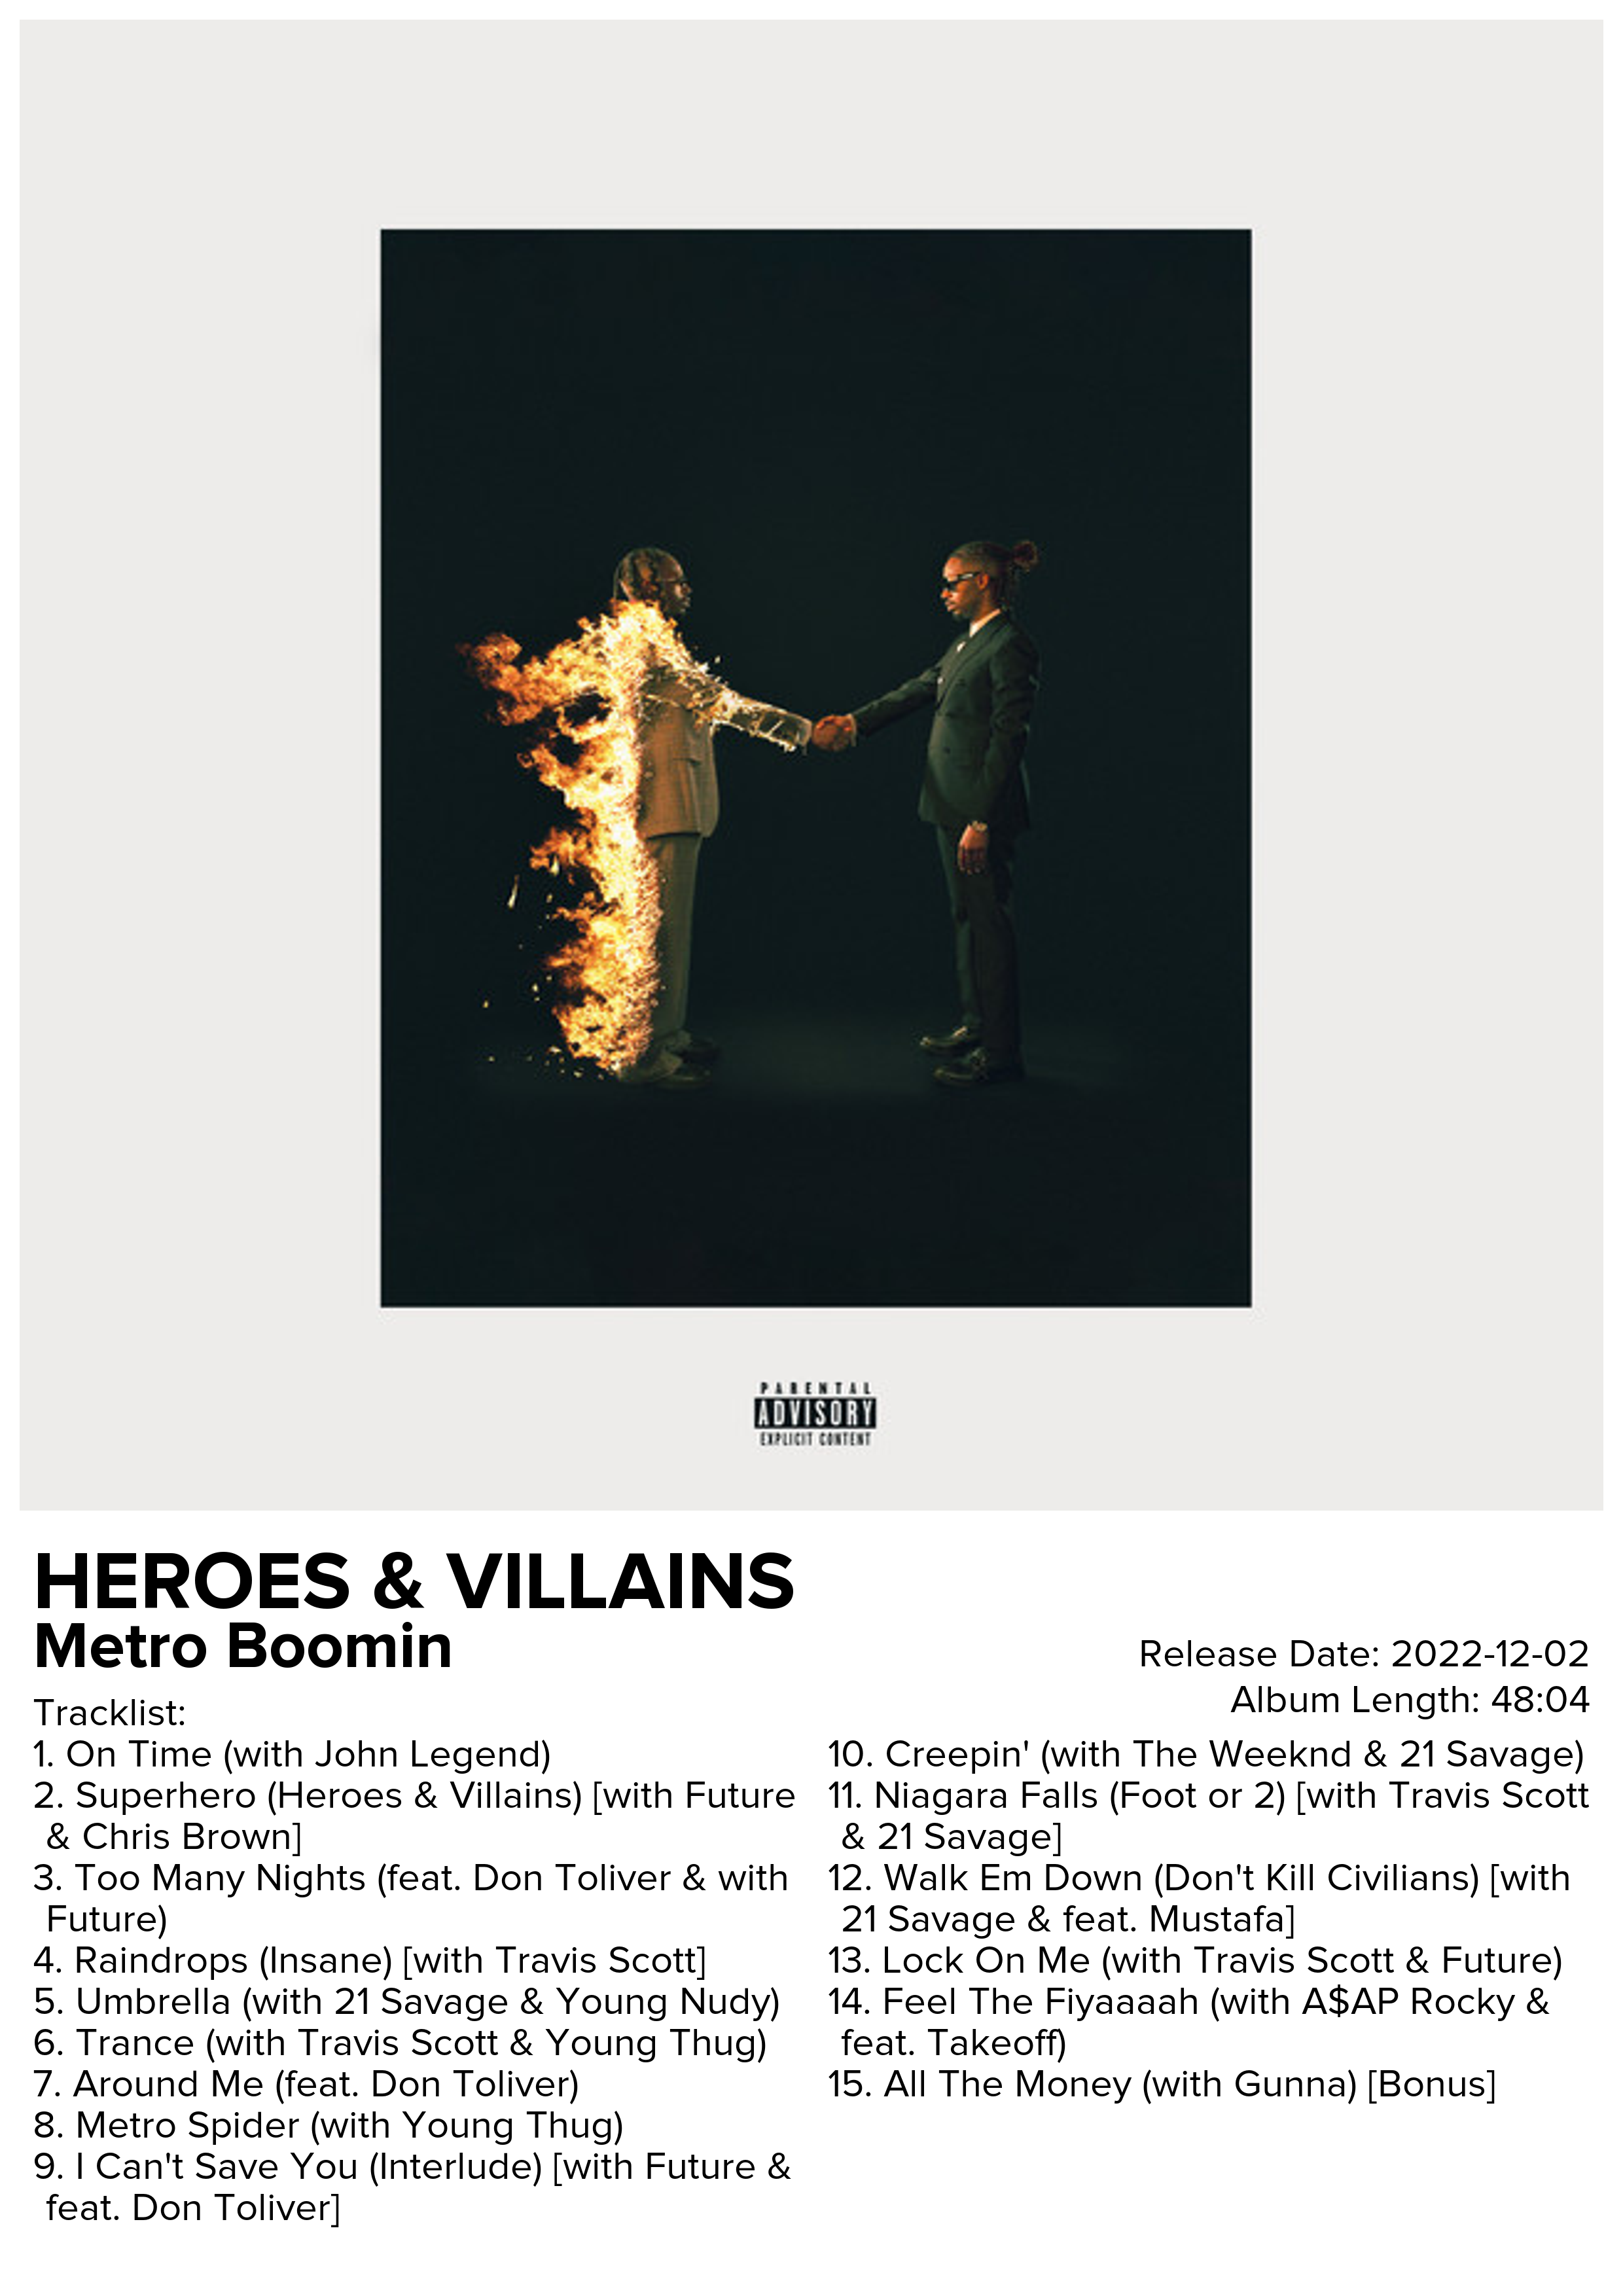 PARENTAL
ADVISORY
EXPLICIT CONTENT
HEROES & VILLAINS
Metro Boomin
Release Date: 2022-12-02
Album Length: 48:04
Tracklist:
1. On Time (with John Legend)
2. Superhero (Heroes & Villains) [with Future
& Chris Brown]
3. Too Many Nights (feat. Don Toliver & with
Future)
4. Raindrops (Insane) [with Travis Scott]
5. Umbrella (with 21 Savage & Young Nudy)
6. Trance (with Travis Scott & Young Thug)
7. Around Me (feat. Don Toliver)
8. Metro Spider (with Young Thug)
9. I Can't Save You (Interlude) [with Future &
feat. Don Toliver]
10. Creepin' (with The Weeknd & 21 Savage)
11. Niagara Falls (Foot or 2) [with Travis Scott
& 21 Savage]
12. Walk Em Down (Don't Kill Civilians) [with
21 Savage & feat. Mustafa]
13. Lock On Me (with Travis Scott & Future)
14. Feel The Fiyaaaah (with A$AP Rocky &
feat. Takeoff)
15. All The Money (with Gunna) [Bonus]